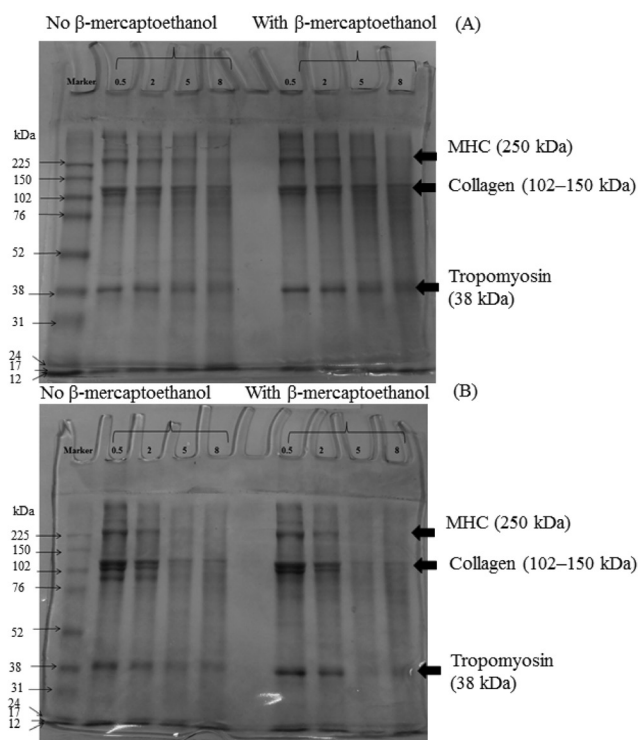 No β-mercaptoethanol With β-mercaptoethanol (A)
Marker 0.5 2 5 8 0.5 2 5 8
kDa
MHC (250 kDa)
225
150
Collagen (102–150 kDa)
102
76
52
Tropomyosin
(38 kDa)
38
31
24
17
12
No β-mercaptoethanol With β-mercaptoethanol (B)
Marker 0.5 2 5 8 0.5 2 5 8
kDa
MHC (250 kDa)
225
150
Collagen (102–150 kDa)
102
76
52
Tropomyosin
(38 kDa)
38
31
24
17
12